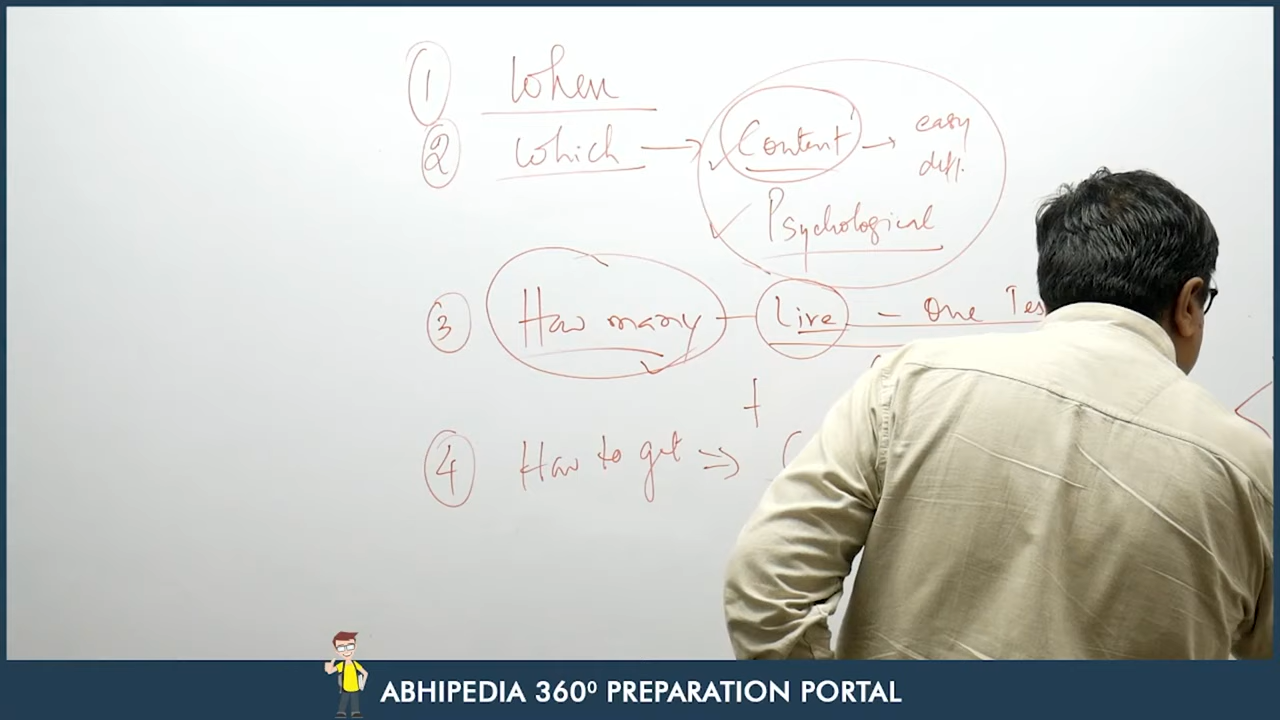 1 When
2 Which → Content → easy
diff.
Psychological
3 How many - Live - One Tes
+
4 How to get ⇒
ABHIPEDIA 360⁰ PREPARATION PORTAL